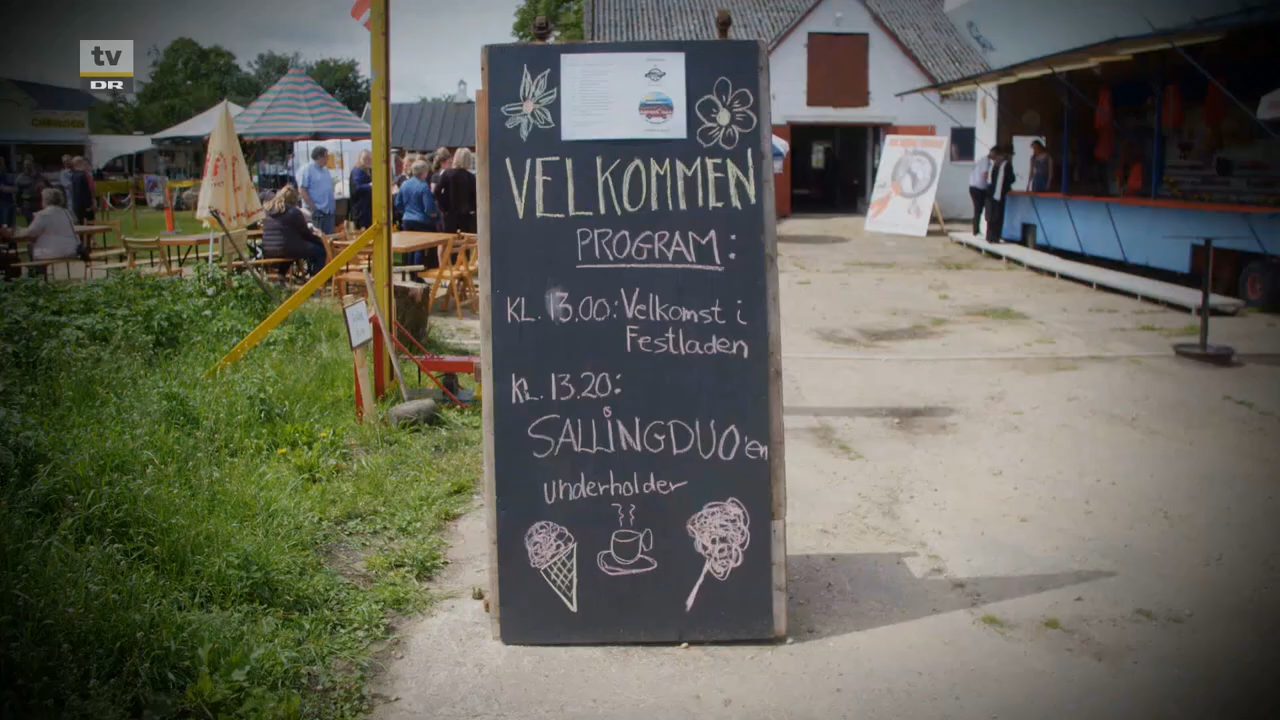 tv
DR
VELKOMMEN
PROGRAM:
KL. 13.00: Velkomst i
Festladen
KL. 13.20:
SALLINGDUO'en
underholder